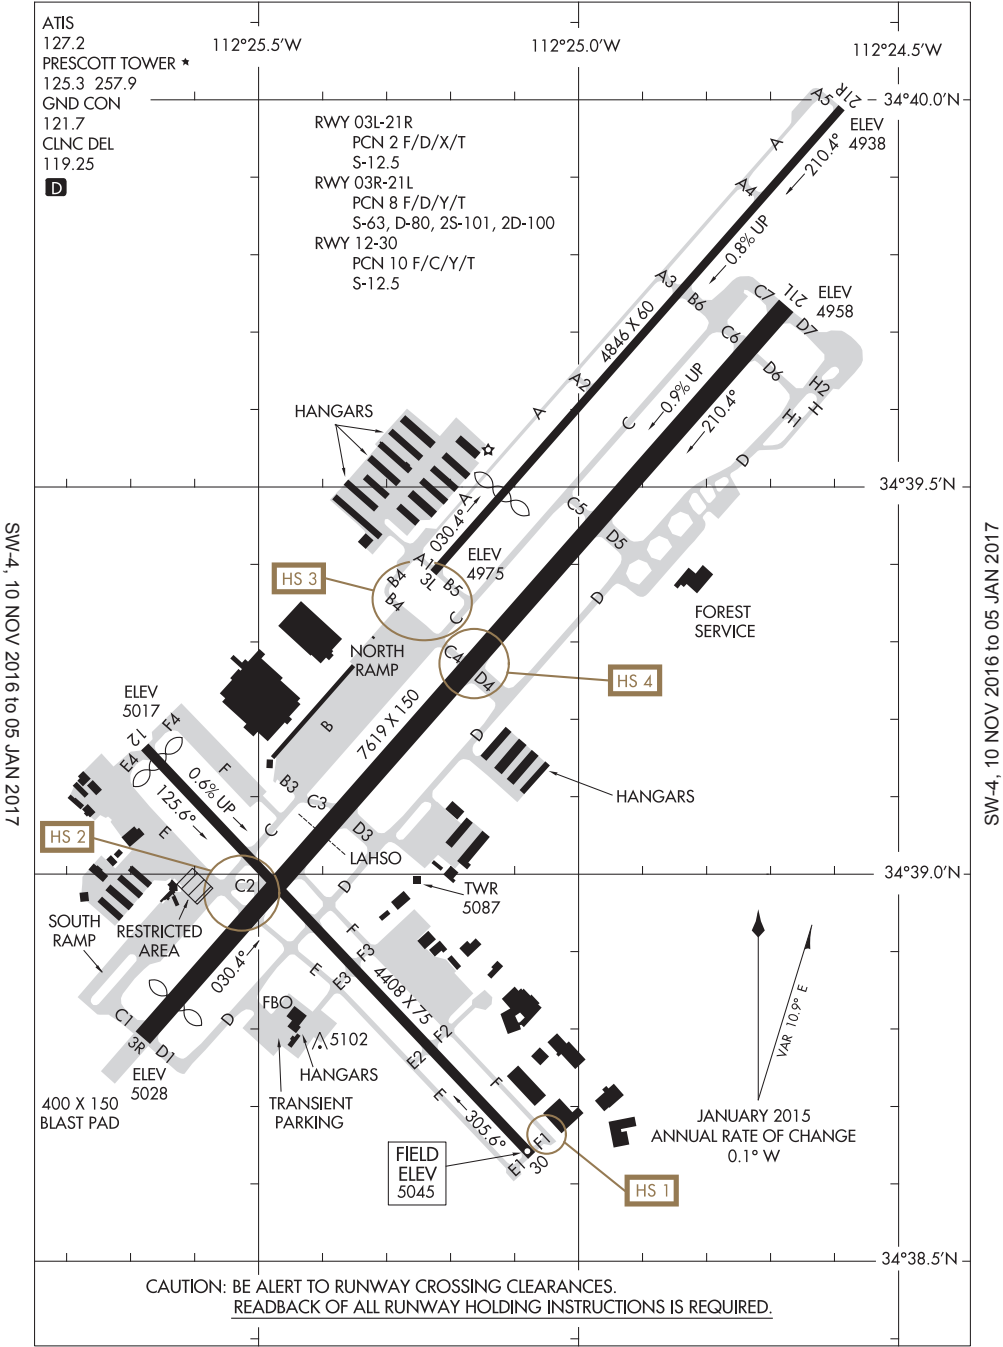 ATIS
127.2
PRESCOTT TOWER ★
125.3 257.9
GND CON
121.7
CLNC DEL
119.25
D
112°25.5'W
112°25.0'W
112°24.5'W
34°40.0'N
34°39.5'N
34°39.0'N
34°38.5'N
RWY 03L-21R
PCN 2 F/D/X/T
S-12.5
RWY 03R-21L
PCN 8 F/D/Y/T
S-63, D-80, 2S-101, 2D-100
RWY 12-30
PCN 10 F/C/Y/T
S-12.5
A5
21R
ELEV
4938
A
210.4°
A4
0.8% UP
A3
B6
C7
21L
ELEV
4958
D7
C6
4846 X 60
D6
H2
H
H1
A2
0.9% UP
210.4°
A
C
D
HANGARS
A
030.4°
C5
D5
ELEV
4975
A1
3L
B4
B4
B5
C
HS 3
D
FOREST
SERVICE
NORTH
RAMP
C4
D4
HS 4
ELEV
5017
12
F4
E4
B
7619 X 150
D
F
0.6% UP
125.6°
B3
C3
HANGARS
E
C
D3
HS 2
LAHSO
C2
D
TWR
5087
SOUTH
RAMP
RESTRICTED
AREA
F
F3
030.4°
E
E3
4408 X 75
FBO
C1
3R
D1
D
5102
F2
E2
ELEV
5028
HANGARS
F
E
400 X 150
BLAST PAD
TRANSIENT
PARKING
305.6°
FIELD
ELEV
5045
E1
30
F1
HS 1
VAR 10.9° E
JANUARY 2015
ANNUAL RATE OF CHANGE
0.1° W
CAUTION: BE ALERT TO RUNWAY CROSSING CLEARANCES.
READBACK OF ALL RUNWAY HOLDING INSTRUCTIONS IS REQUIRED.
SW-4, 10 NOV 2016 to 05 JAN 2017
SW-4, 10 NOV 2016 to 05 JAN 2017